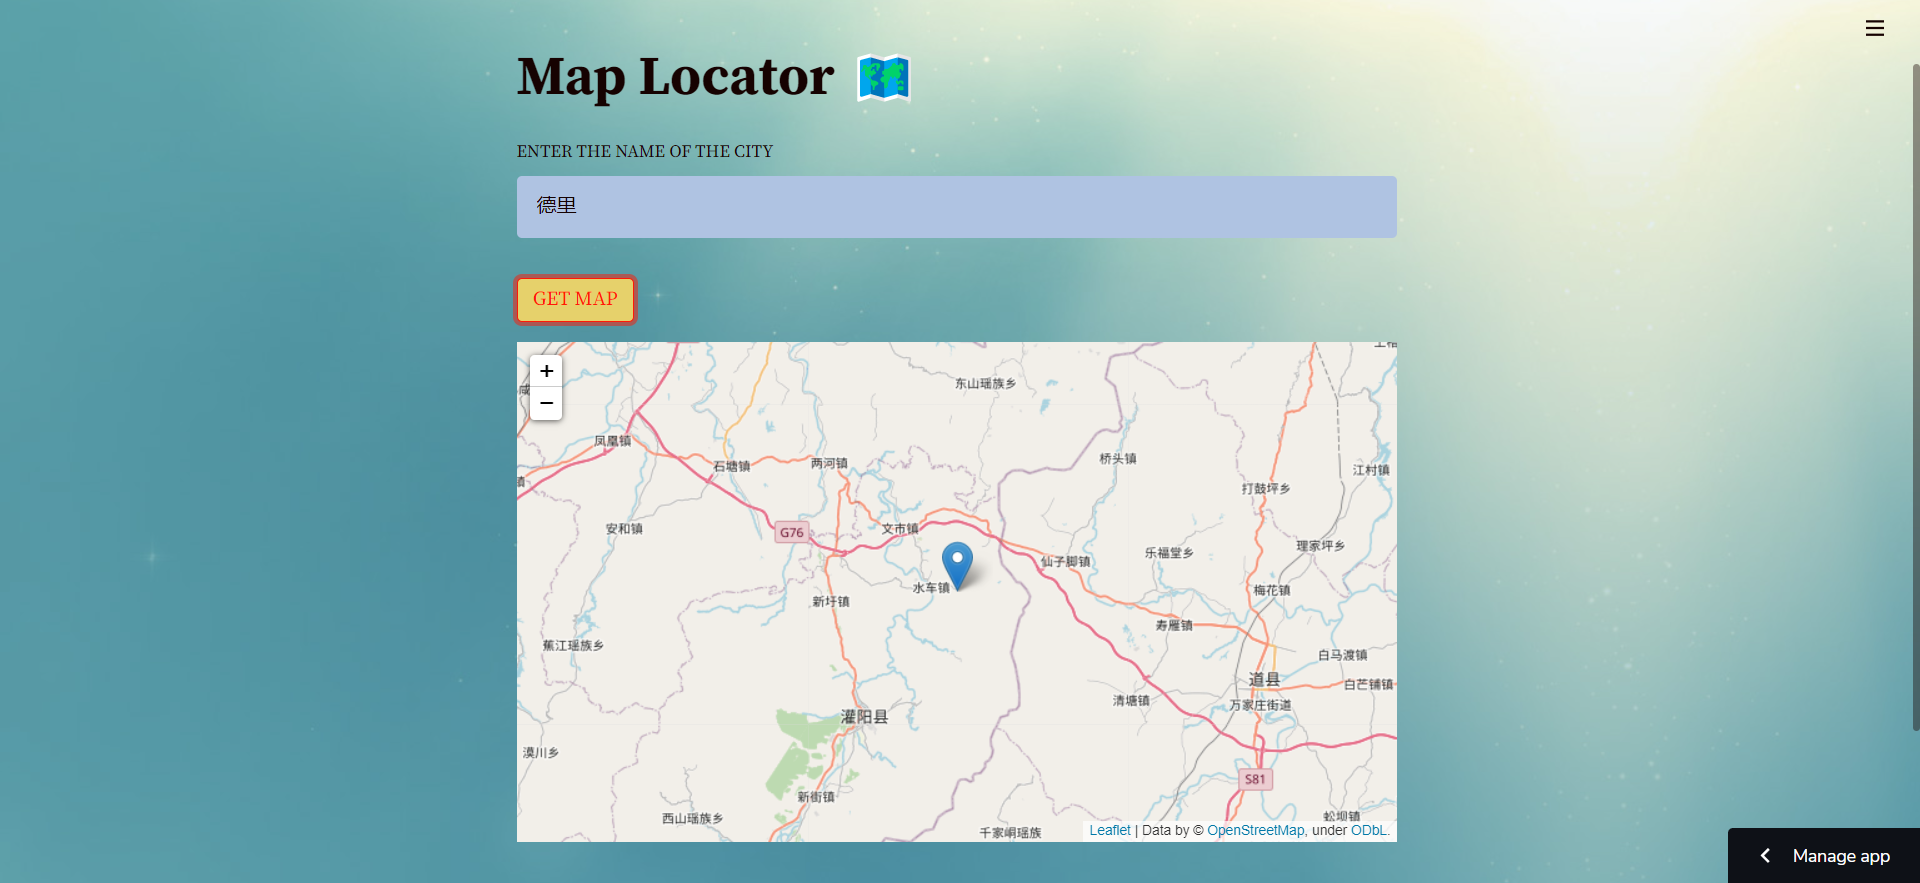 Map Locator
ENTER THE NAME OF THE CITY
德里
GET MAP
+
−
东山瑶族乡
凤凰镇
石塘镇
两河镇
桥头镇
江村镇
打鼓坪乡
安和镇
G76
文市镇
理家坪乡
乐福堂乡
仙子脚镇
水车镇
梅花镇
新圩镇
寿雁镇
蕉江瑶族乡
白马渡镇
道县
白芒铺镇
清塘镇
万家庄街道
灌阳县
漠川乡
S81
新街镇
西山瑶族乡
蚣坝镇
千家峒瑶族
Leaflet | Data by © OpenStreetMap, under ODbL.
Manage app